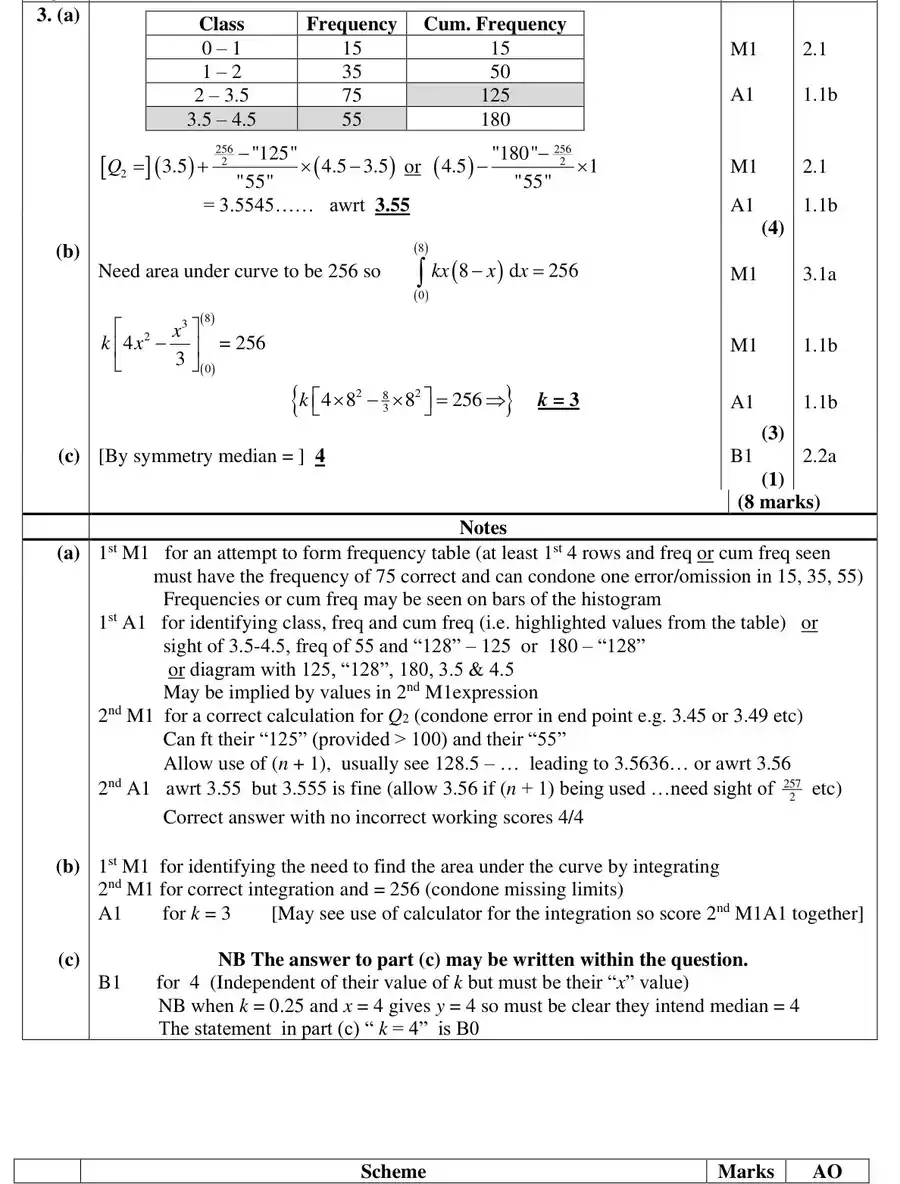 3. (a)
Class Frequency Cum. Frequency
0 – 1 15 15 M1 2.1
1 – 2 35 50
2 – 3.5 75 125 A1 1.1b
3.5 – 4.5 55 180
[Q₂ =](3.5) + (256/2 – "125")/"55" × (4.5 – 3.5) or (4.5) – ("180" – 256/2)/"55" × 1 M1 2.1
= 3.5545…… awrt 3.55 A1 1.1b
(4)
(b) Need area under curve to be 256 so ∫₍₀₎⁽⁸⁾ kx(8 – x) dx = 256 M1 3.1a
k[4x² – x³/3]₍₀₎⁽⁸⁾ = 256 M1 1.1b
{k[4×8² – 8/3×8²] = 256 ⇒} k = 3 A1 1.1b
(3)
(c) [By symmetry median = ] 4 B1 2.2a
(1)
(8 marks)
Notes
(a) 1st M1 for an attempt to form frequency table (at least 1st 4 rows and freq or cum freq seen
must have the frequency of 75 correct and can condone one error/omission in 15, 35, 55)
Frequencies or cum freq may be seen on bars of the histogram
1st A1 for identifying class, freq and cum freq (i.e. highlighted values from the table) or
sight of 3.5-4.5, freq of 55 and “128” – 125 or 180 – “128”
or diagram with 125, “128”, 180, 3.5 & 4.5
May be implied by values in 2nd M1expression
2nd M1 for a correct calculation for Q₂ (condone error in end point e.g. 3.45 or 3.49 etc)
Can ft their “125” (provided > 100) and their “55”
Allow use of (n + 1), usually see 128.5 – … leading to 3.5636… or awrt 3.56
2nd A1 awrt 3.55 but 3.555 is fine (allow 3.56 if (n + 1) being used …need sight of 257/2 etc)
Correct answer with no incorrect working scores 4/4
(b) 1st M1 for identifying the need to find the area under the curve by integrating
2nd M1 for correct integration and = 256 (condone missing limits)
A1 for k = 3 [May see use of calculator for the integration so score 2nd M1A1 together]
(c) NB The answer to part (c) may be written within the question.
B1 for 4 (Independent of their value of k but must be their “x” value)
NB when k = 0.25 and x = 4 gives y = 4 so must be clear they intend median = 4
The statement in part (c) “ k = 4” is B0
Scheme Marks AO